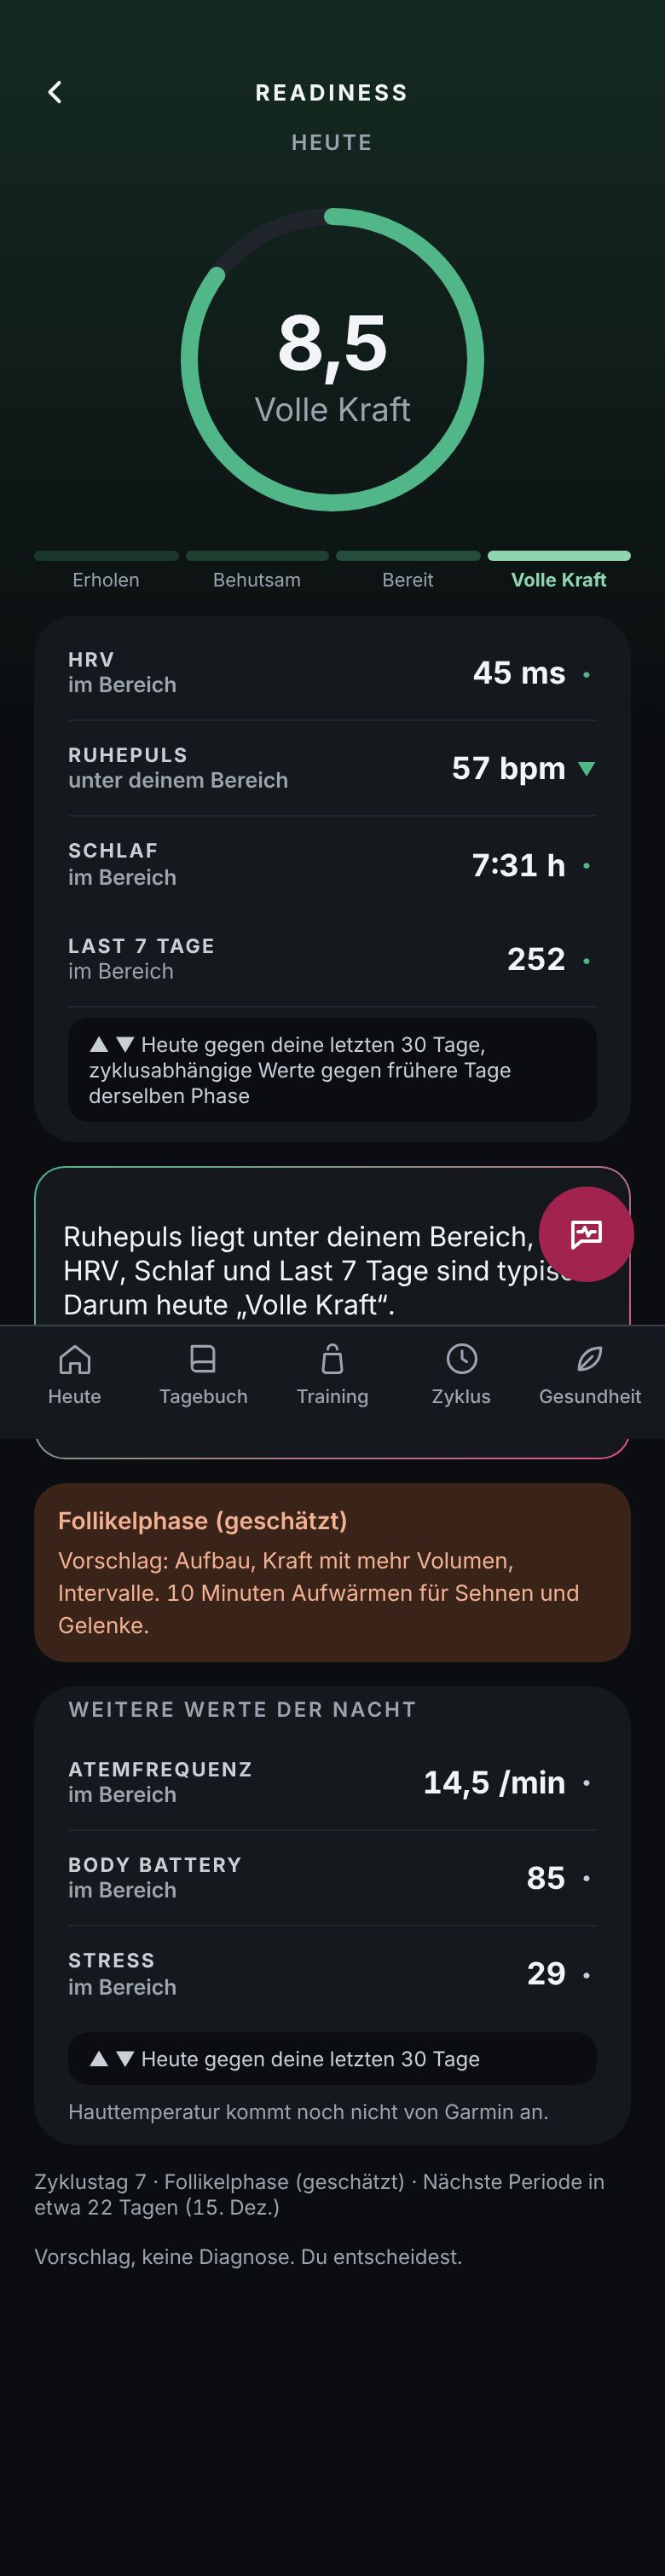 READINESS
HEUTE
8,5
Volle Kraft
Erholen
Behutsam
Bereit
Volle Kraft
HRV
im Bereich
45 ms
RUHEPULS
unter deinem Bereich
57 bpm ▼
SCHLAF
im Bereich
7:31 h
LAST 7 TAGE
im Bereich
252
▲ ▼ Heute gegen deine letzten 30 Tage,
zyklusabhängige Werte gegen frühere Tage
derselben Phase
Ruhepuls liegt unter deinem Bereich,
HRV, Schlaf und Last 7 Tage sind
Darum heute „Volle Kraft“.
Heute
Tagebuch
Training
Zyklus
Gesundheit
Follikelphase (geschätzt)
Vorschlag: Aufbau, Kraft mit mehr Volumen,
Intervalle. 10 Minuten Aufwärmen für Sehnen und
Gelenke.
WEITERE WERTE DER NACHT
ATEMFREQUENZ
im Bereich
14,5 /min
BODY BATTERY
im Bereich
85
STRESS
im Bereich
29
▲ ▼ Heute gegen deine letzten 30 Tage
Hauttemperatur kommt noch nicht von Garmin an.
Zyklustag 7 · Follikelphase (geschätzt) · Nächste Periode in
etwa 22 Tagen (15. Dez.)
Vorschlag, keine Diagnose. Du entscheidest.